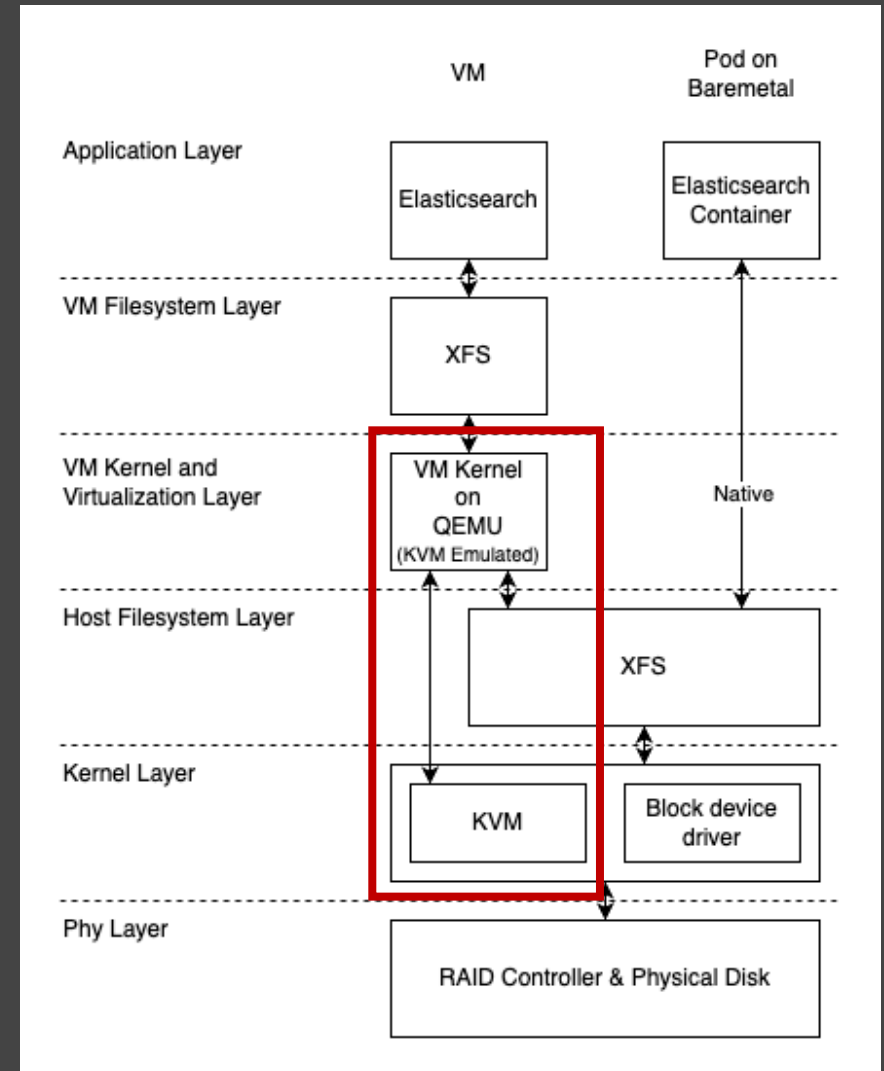 VM
Pod on
Baremetal
Application Layer
Elasticsearch
Elasticsearch
Container
VM Filesystem Layer
XFS
VM Kernel and
Virtualization Layer
VM Kernel
on
QEMU
(KVM Emulated)
Native
Host Filesystem Layer
XFS
Kernel Layer
KVM
Block device
driver
Phy Layer
RAID Controller & Physical Disk